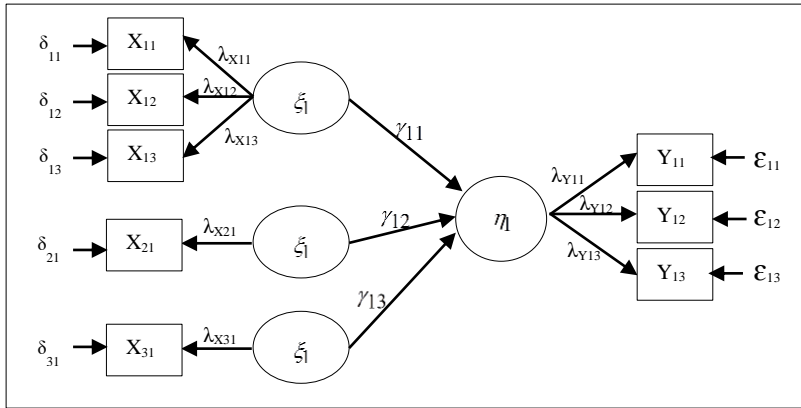 δ₁₁ X₁₁ λX11
δ₁₂ X₁₂ λX12 ξ₁
δ₁₃ X₁₃ λX13
γ₁₁
δ₂₁ X₂₁ λX21 ξ₁ γ₁₂
δ₃₁ X₃₁ λX31 ξ₁ γ₁₃
η₁
λY11 Y₁₁ ε₁₁
λY12 Y₁₂ ε₁₂
λY13 Y₁₃ ε₁₃